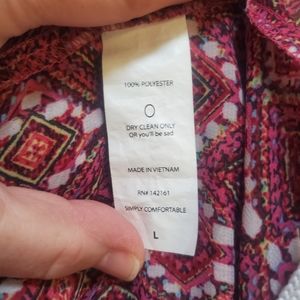 100% POLYESTER
DRY CLEAN ONLY
OR you'll be sad
MADE IN VIETNAM
RN# 142161
SIMPLY COMFORTABLE
L